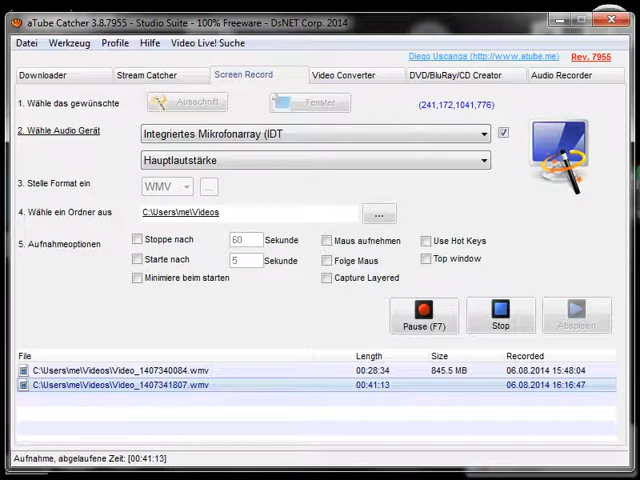 aTube Catcher 3.8.7955 - Studio Suite - 100% Freeware - DsNET Corp. 2014
Datei Werkzeug Profile Hilfe Video Live! Suche
Diego Uscanga (http://www.atube.me) Rev. 7955
Downloader Stream Catcher Screen Record Video Converter DVD/BluRay/CD Creator Audio Recorder
1. Wähle das gewünschte Ausschnitt Fenster (241,172,1041,776)
2. Wähle Audio Gerät Integriertes Mikrofonarray (IDT
Hauptlautstärke
3. Stelle Format ein WMV ...
4. Wähle ein Ordner aus C:\Users\me\Videos ...
5. Aufnahmeoptionen Stoppe nach 60 Sekunde Maus aufnehmen Use Hot Keys
Starte nach 5 Sekunde Folge Maus Top window
Minimiere beim starten Capture Layered
Pause (F7) Stop Abspielen
File Length Size Recorded
C:\Users\me\Videos\Video_1407340084.wmv 00:28:34 845.5 MB 06.08.2014 15:48:04
C:\Users\me\Videos\Video_1407341807.wmv 00:41:13 06.08.2014 16:16:47
Aufnahme, abgelaufene Zeit: [00:41:13]